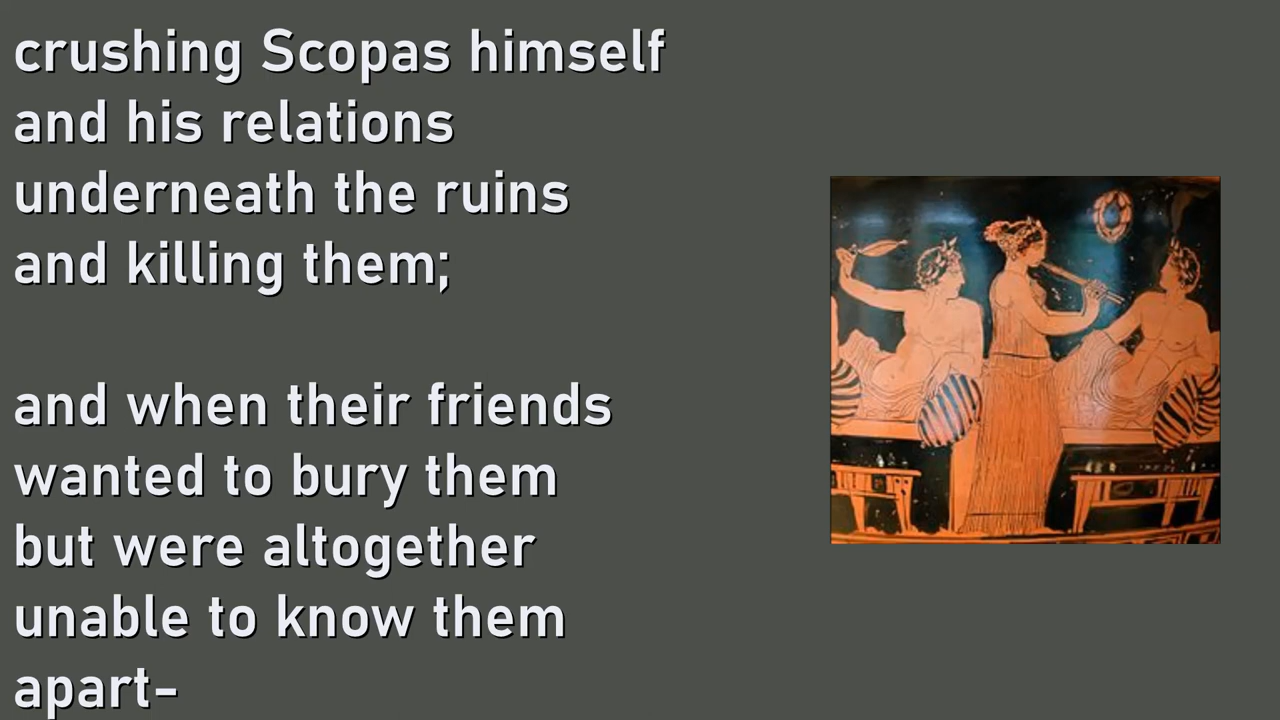 crushing Scopas himself
and his relations
underneath the ruins
and killing them;
and when their friends
wanted to bury them
but were altogether
unable to know them
apart-